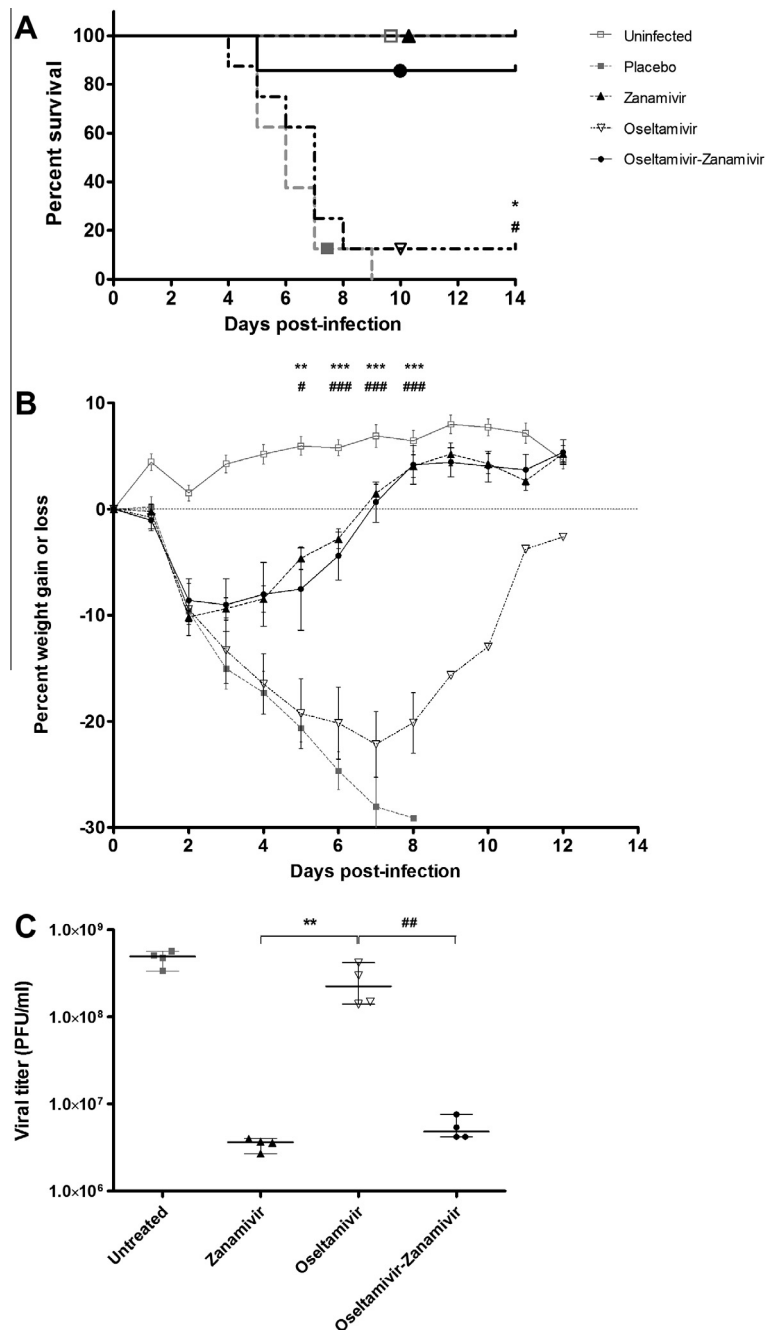 A
Percent survival
100
80
60
40
20
0
0 2 4 6 8 10 12 14
Days post-infection
*
#
Uninfected
Placebo
Zanamivir
Oseltamivir
Oseltamivir-Zanamivir
B
** *** *** ***
# ### ### ###
Percent weight gain or loss
10
0
-10
-20
-30
0 2 4 6 8 10 12 14
Days post-infection
C
Viral titer (PFU/ml)
1.0×10⁹
1.0×10⁸
1.0×10⁷
1.0×10⁶
** ##
Untreated
Zanamivir
Oseltamivir
Oseltamivir-Zanamivir